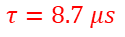 τ = 8.7 μs